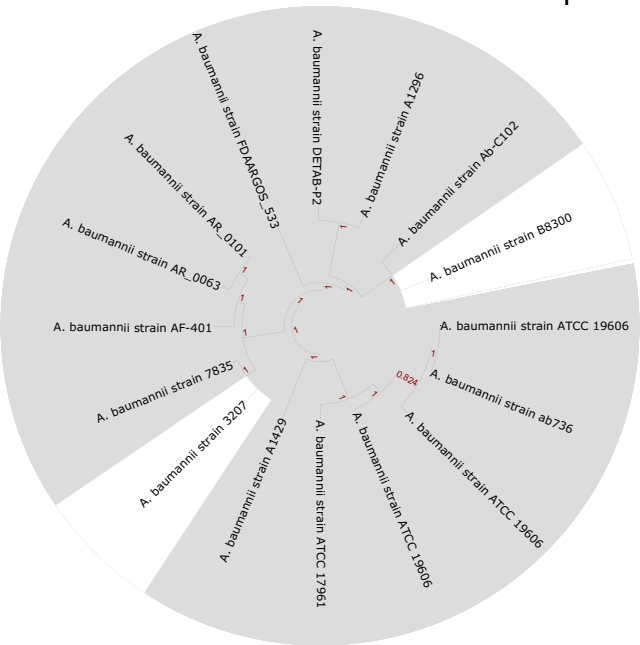 A. baumannii strain DETAB-P2
A. baumannii strain A1296
A. baumannii strain Ab-C102
A. baumannii strain B8300
A. baumannii strain ATCC 19606
A. baumannii strain ab736
A. baumannii strain ATCC 19606
A. baumannii strain ATCC 19606
A. baumannii strain ATCC 17961
A. baumannii strain A1429
A. baumannii strain 3207
A. baumannii strain 7835
A. baumannii strain AF-401
A. baumannii strain AR_0063
A. baumannii strain AR_0101
A. baumannii strain FDAARGOS_533
1
1
1
1
1
1
1
1
1
1
1
1
0.824
1
1